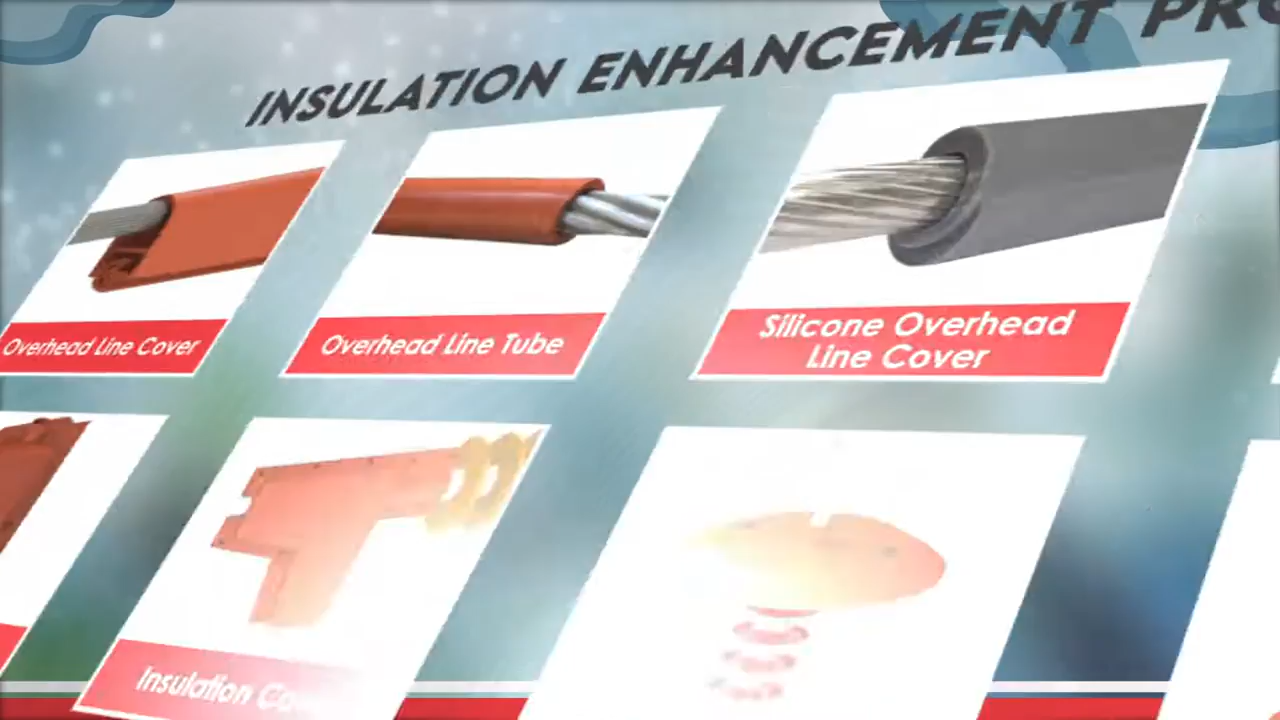 INSULATION ENHANCEMENT
Overhead Line Cover
Overhead Line Tube
Silicone Overhead
Line Cover
Insulation